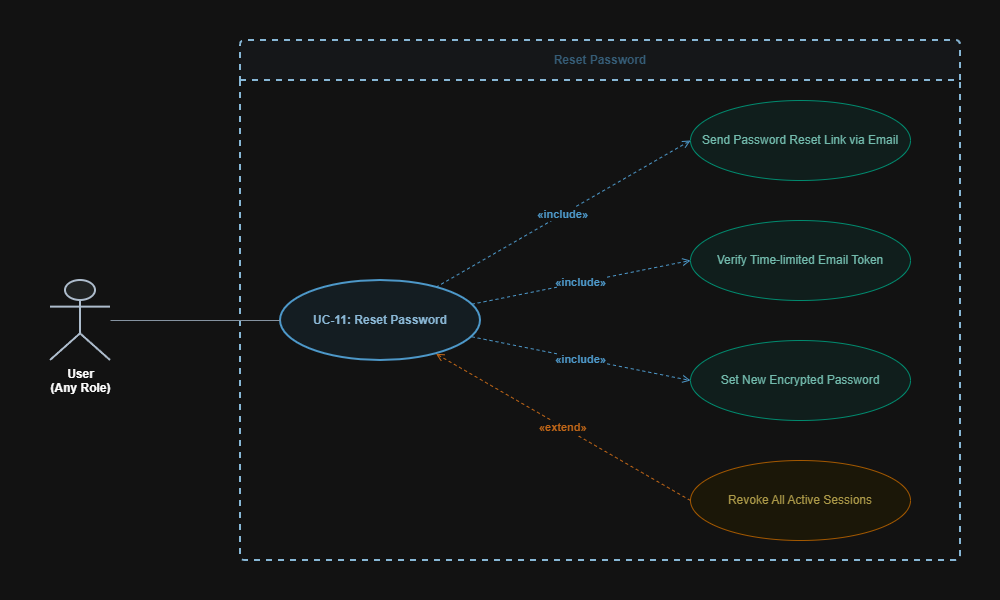 Reset Password
Send Password Reset Link via Email
«include»
Verify Time-limited Email Token
«include»
UC-11: Reset Password
«include»
User
(Any Role)
Set New Encrypted Password
«extend»
Revoke All Active Sessions